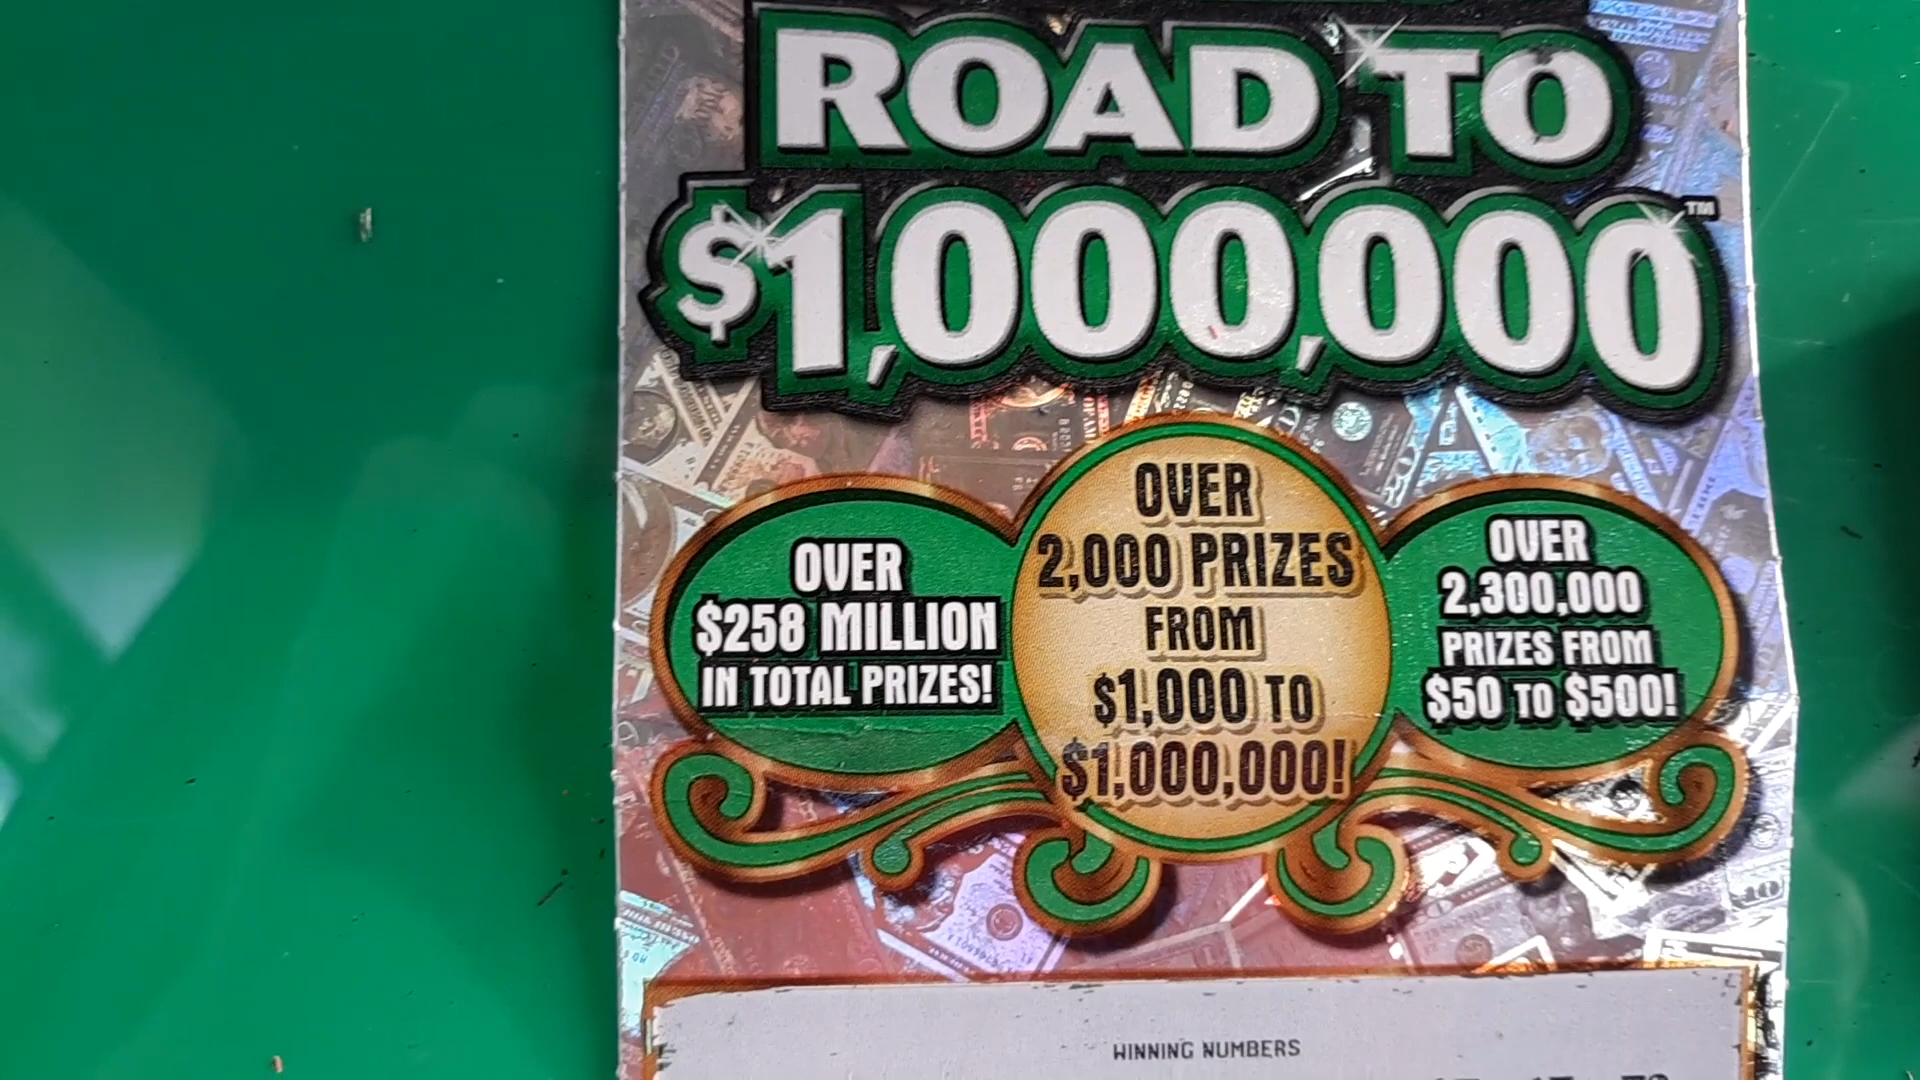 ROAD TO
$1,000,000™
OVER
$258 MILLION
IN TOTAL PRIZES!
OVER
2,000 PRIZES
FROM
$1,000 TO
$1,000,000!
OVER
2,300,000
PRIZES FROM
$50 TO $500!
WINNING NUMBERS